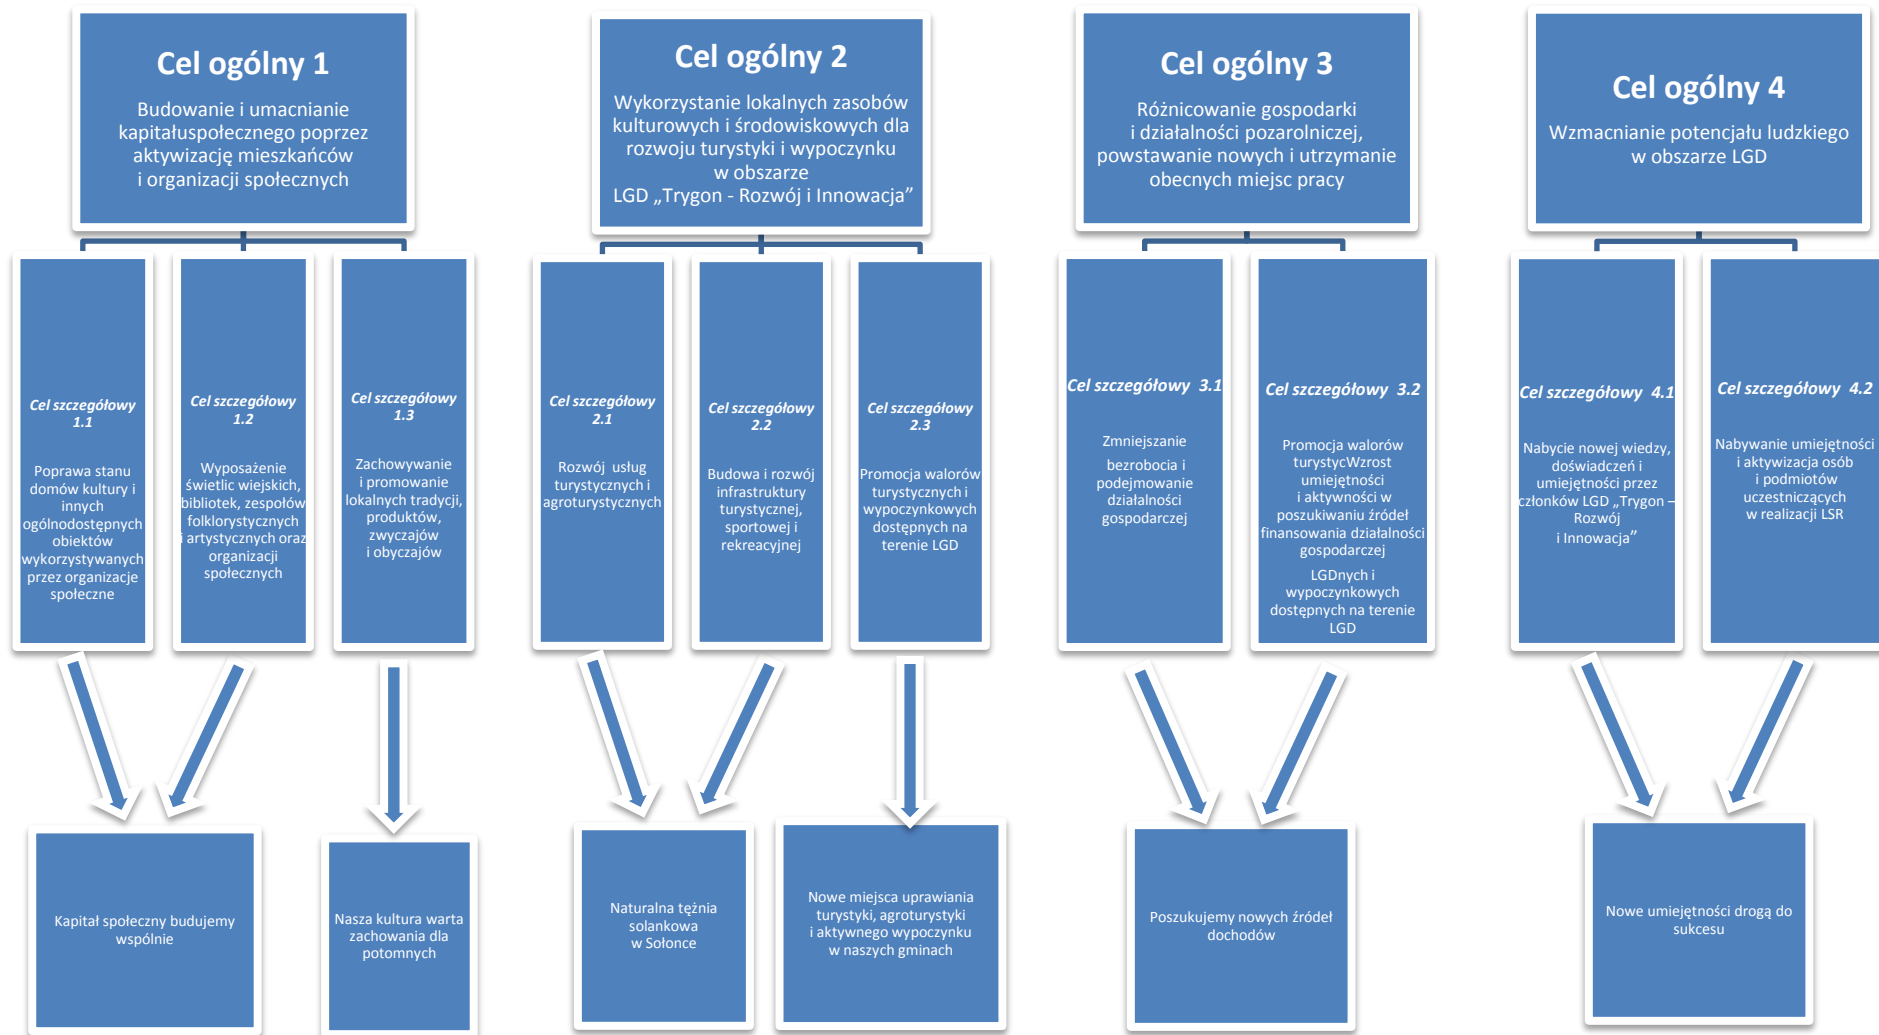 Cel ogólny 1
Budowanie i umacnianie
kapitałuspołecznego poprzez
aktywizację mieszkańców
i organizacji społecznych
Cel ogólny 2
Wykorzystanie lokalnych zasobów
kulturowych i środowiskowych dla
rozwoju turystyki i wypoczynku
w obszarze
LGD „Trygon - Rozwój i Innowacja”
Cel ogólny 3
Różnicowanie gospodarki
i działalności pozarolniczej,
powstawanie nowych i utrzymanie
obecnych miejsc pracy
Cel ogólny 4
Wzmacnianie potencjału ludzkiego
w obszarze LGD
Cel szczegółowy
1.1
Poprawa stanu
domów kultury i
innych
ogólnodostępnych
obiektów
wykorzystywanych
przez organizacje
społeczne
Cel szczegółowy
1.2
Wyposażenie
świetlic wiejskich,
bibliotek, zespołów
folklorystycznych
i artystycznych oraz
organizacji
społecznych
Cel szczegółowy
1.3
Zachowywanie
i promowanie
lokalnych tradycji,
produktów,
zwyczajów
i obyczajów
Cel szczegółowy
2.1
Rozwój usług
turystycznych i
agroturystycznych
Cel szczegółowy
2.2
Budowa i rozwój
infrastruktury
turystycznej,
sportowej i
rekreacyjnej
Cel szczegółowy
2.3
Promocja walorów
turystycznych i
wypoczynkowych
dostępnych na
terenie LGD
Cel szczegółowy 3.1
Zmniejszanie
bezrobocia i
podejmowanie
działalności
gospodarczej
Cel szczegółowy 3.2
Promocja walorów
turystycWzrost
umiejętności
i aktywności w
poszukiwaniu źródeł
finansowania działalności
gospodarczej
LGDnych i
wypoczynkowych
dostępnych na terenie
LGD
Cel szczegółowy 4.1
Nabycie nowej wiedzy,
doświadczeń i
umiejętności przez
członków LGD „Trygon –
Rozwój
i Innowacja”
Cel szczegółowy 4.2
Nabywanie umiejętności
i aktywizacja osób
i podmiotów
uczestniczących
w realizacji LSR
Kapitał społeczny budujemy
wspólnie
Nasza kultura warta
zachowania dla
potomnych
Naturalna tężnia
solankowa
w Sołonce
Nowe miejsca uprawiania
turystyki, agroturystyki
i aktywnego wypoczynku
w naszych gminach
Poszukujemy nowych źródeł
dochodów
Nowe umiejętności drogą do
sukcesu